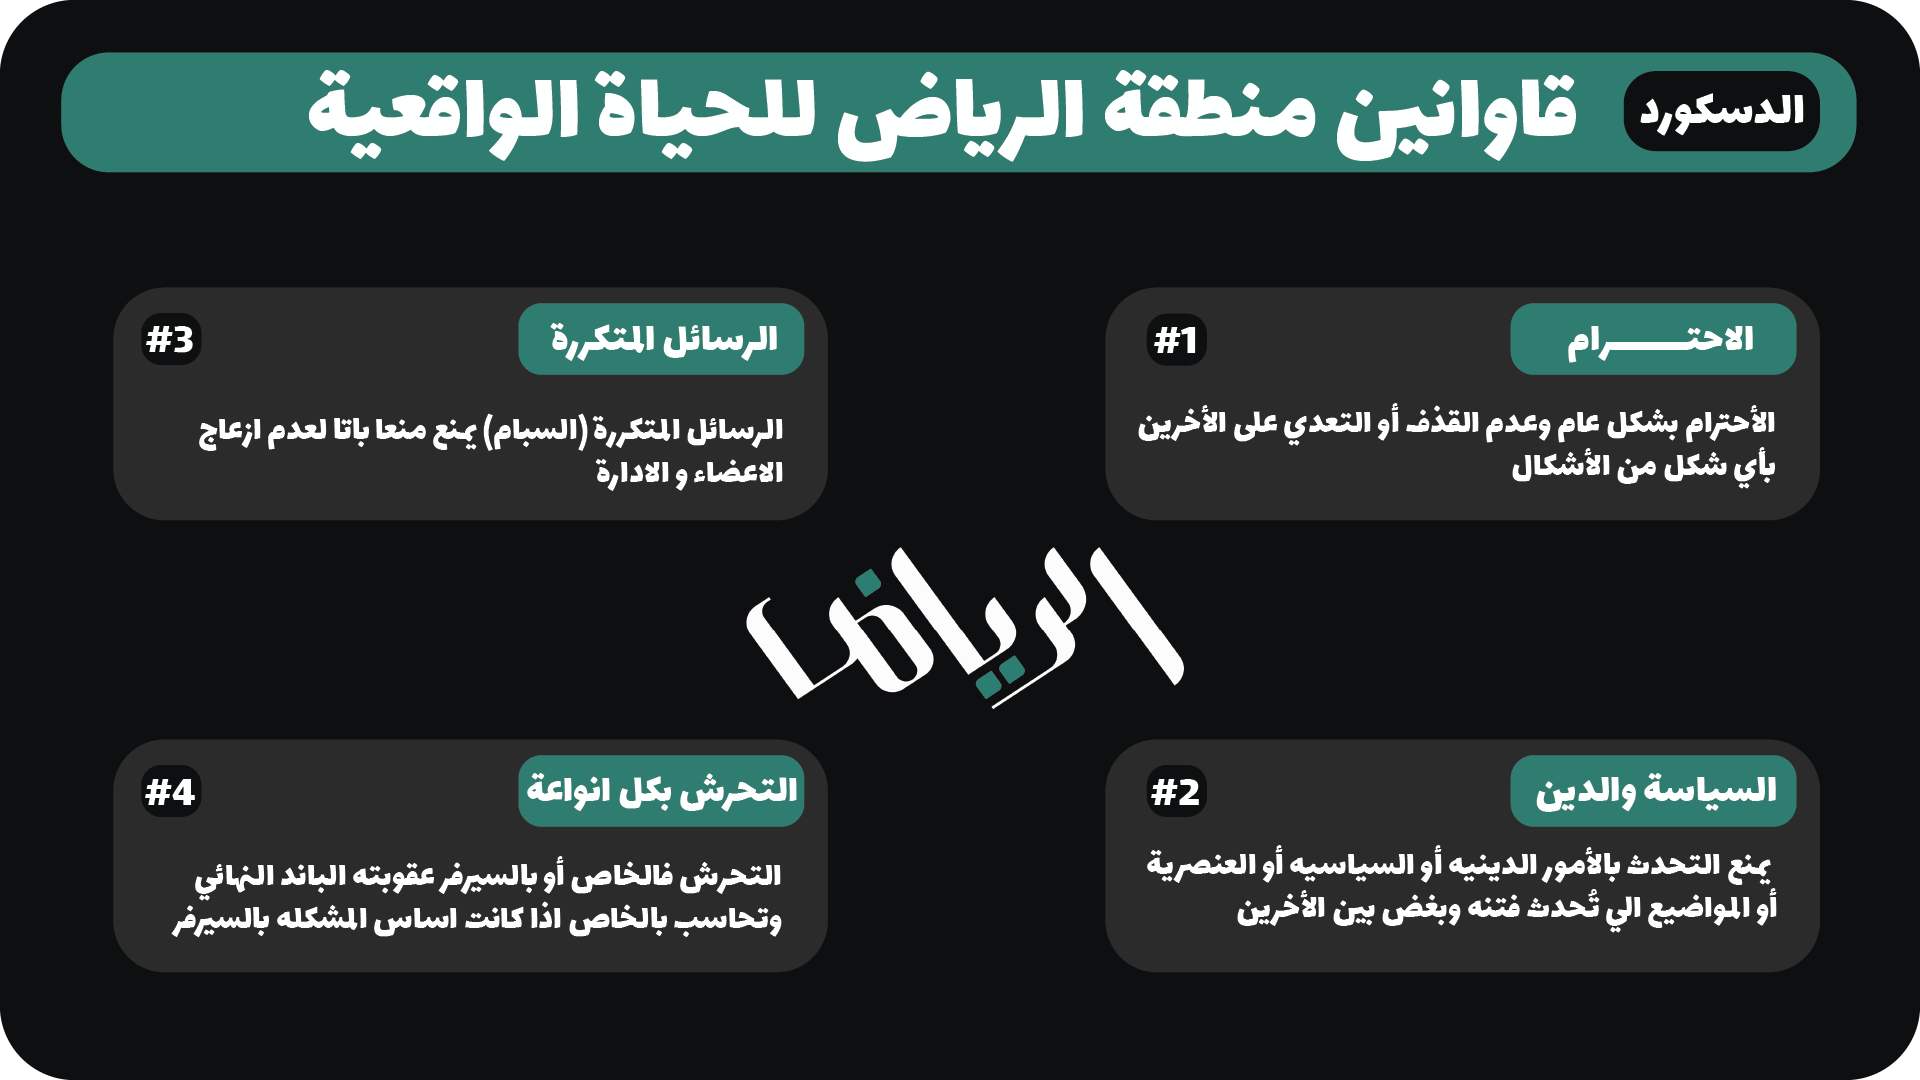 الدسكورد
قاوانين منطقة الرياض للحياة الواقعية
الاحتـــــــرام
#1
الأحترام بشكل عام وعدم القذف أو التعدي على الأخرين
بأي شكل من الأشكال
السياسة والدين
#2
يمنع التحدث بالأمور الدينيه أو السياسيه أو العنصرية
أو المواضيع الي تُحدث فتنه وبغض بين الأخرين
الرسائل المتكررة
#3
الرسائل المتكررة (السبام) يمنع منعا باتا لعدم ازعاج
الاعضاء و الادارة
التحرش بكل انواعة
#4
التحرش فالخاص أو بالسيرفر عقوبته الباند النهائي
وتحاسب بالخاص اذا كانت اساس المشكله بالسيرفر
الرياض